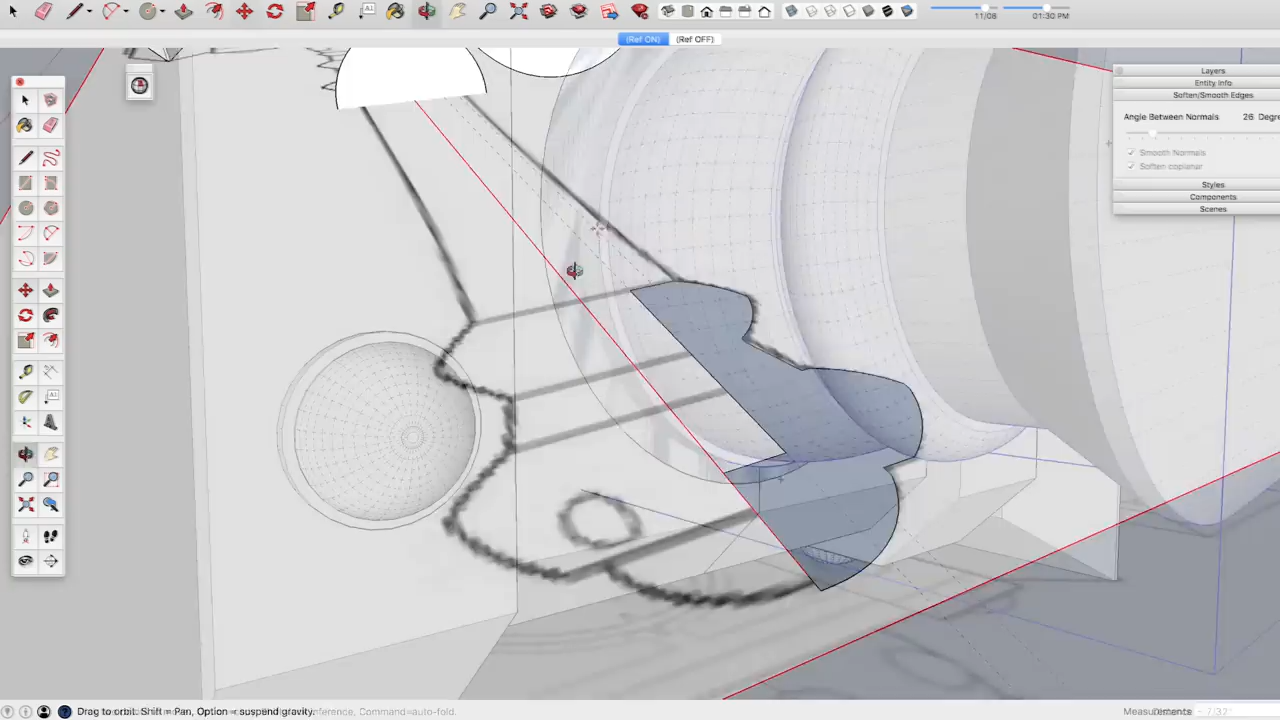 11/08 01:30 PM
(Ref ON) (Ref OFF)
Layers
Entity Info
Soften/Smooth Edges
Angle Between Normals 26 Degre
Smooth Normals
Soften coplanar
Styles
Components
Scenes
Drag to orbit. Shift = Pan, Option = suspend gravity.